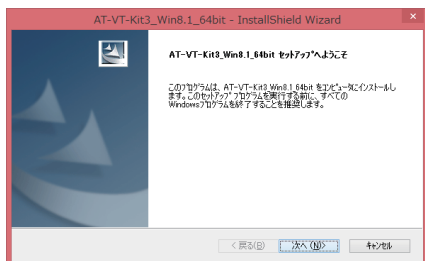 AT-VT-Kit3_Win8.1_64bit - InstallShield Wizard
AT-VT-Kit3_Win8.1_64bit セットアップへようこそ
このプログラムは、AT-VT-Kit3_Win8.1_64bit をコンピュータにインストールし
ます。このセットアップ プログラムを実行する前に、すべての
Windowsプログラムを終了することを推奨します。
< 戻る(B)
次へ (N)>
キャンセル